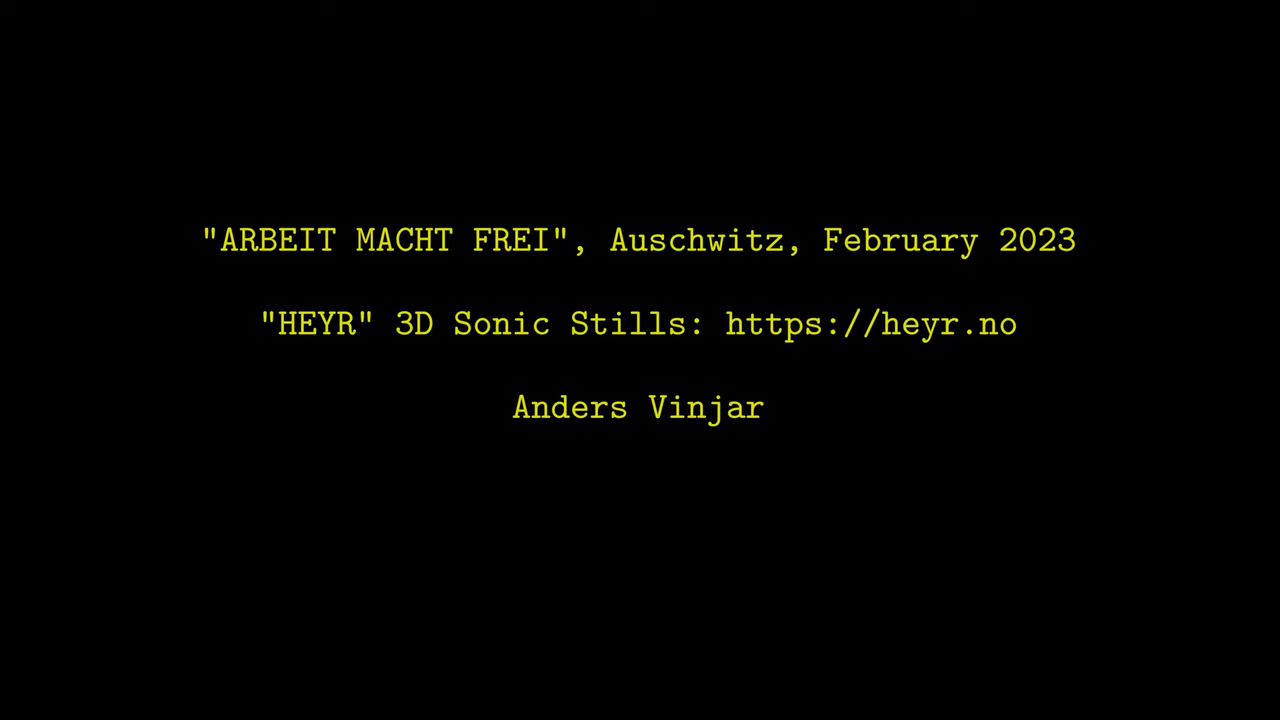 "ARBEIT MACHT FREI", Auschwitz, February 2023
"HEYR" 3D Sonic Stills: https://heyr.no
Anders Vinjar